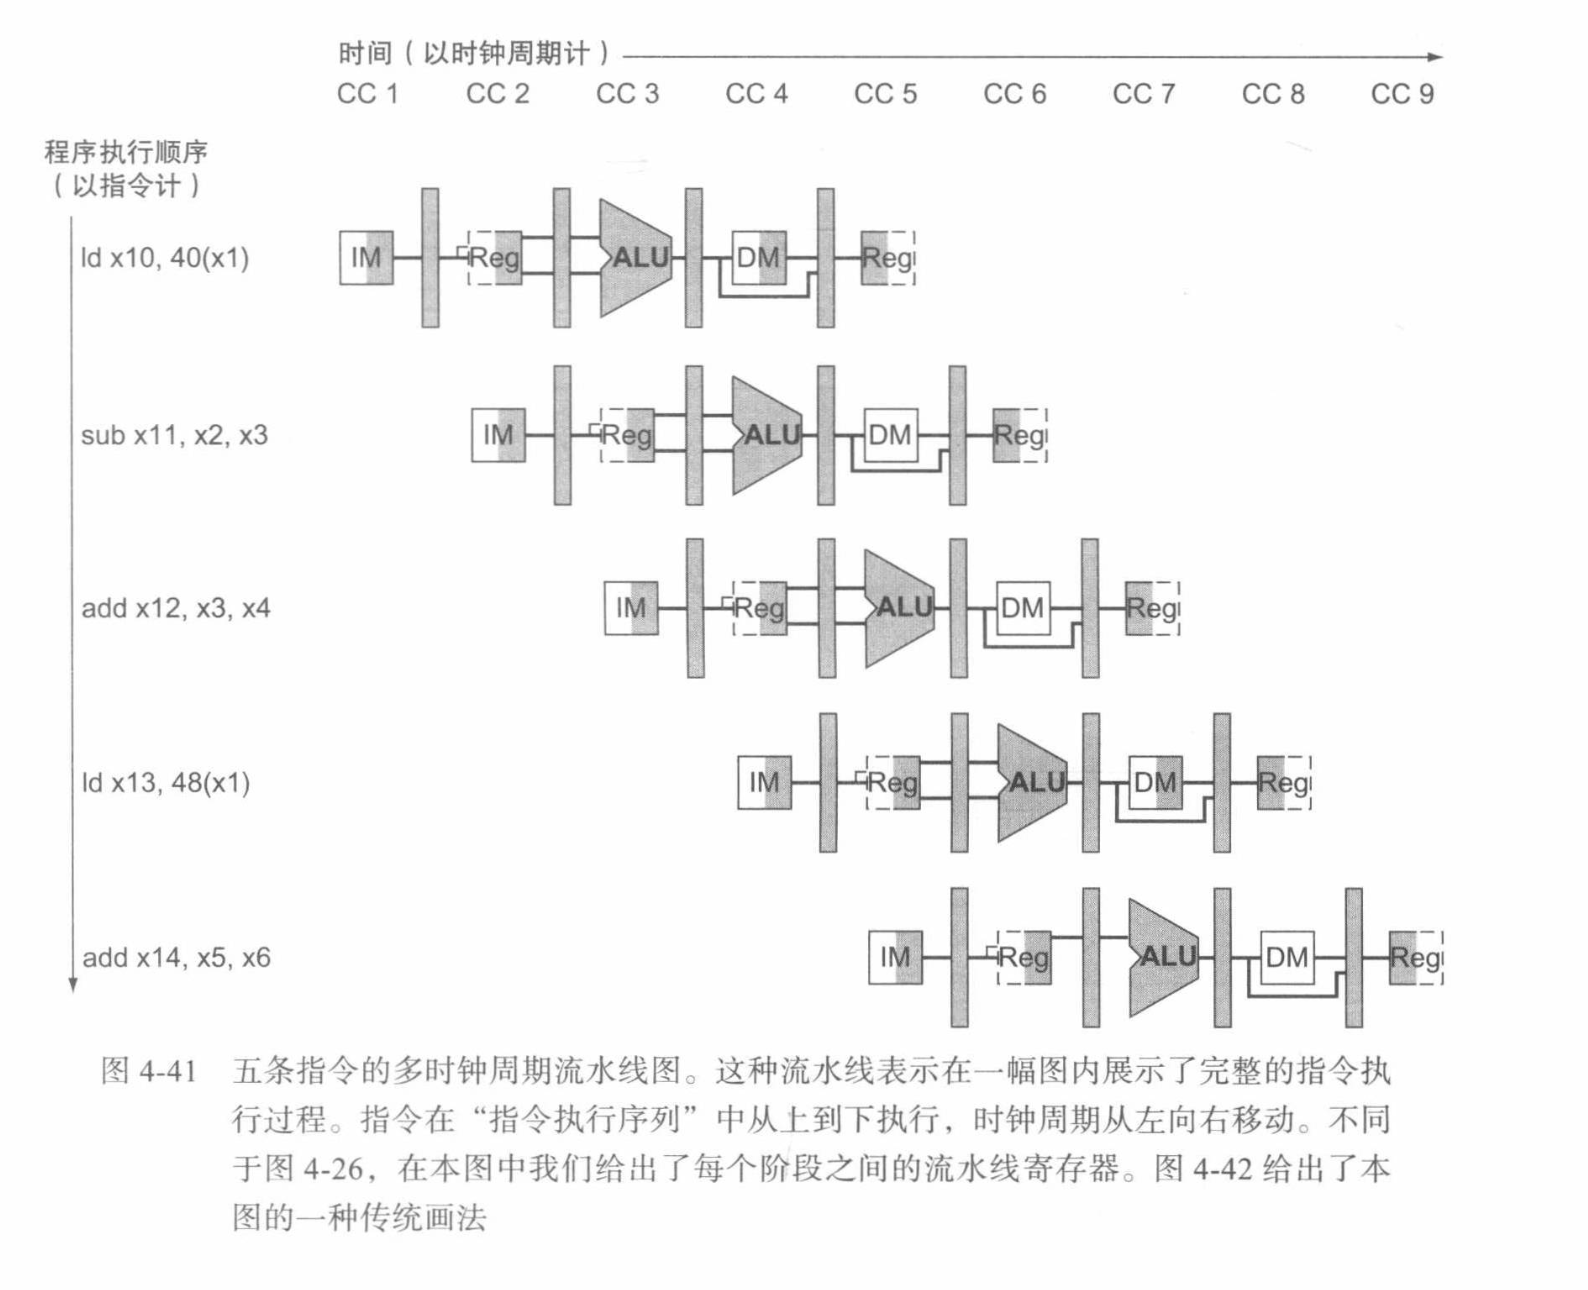 时间（以时钟周期计）
CC 1 CC 2 CC 3 CC 4 CC 5 CC 6 CC 7 CC 8 CC 9
程序执行顺序
（以指令计）
ld x10, 40(x1) IM Reg ALU DM Reg
sub x11, x2, x3 IM Reg ALU DM Reg
add x12, x3, x4 IM Reg ALU DM Reg
ld x13, 48(x1) IM Reg ALU DM Reg
add x14, x5, x6 IM Reg ALU DM Reg
图 4-41 五条指令的多时钟周期流水线图。这种流水线表示在一幅图内展示了完整的指令执
行过程。指令在“指令执行序列”中从上到下执行，时钟周期从左向右移动。不同
于图 4-26，在本图中我们给出了每个阶段之间的流水线寄存器。图 4-42 给出了本
图的一种传统画法